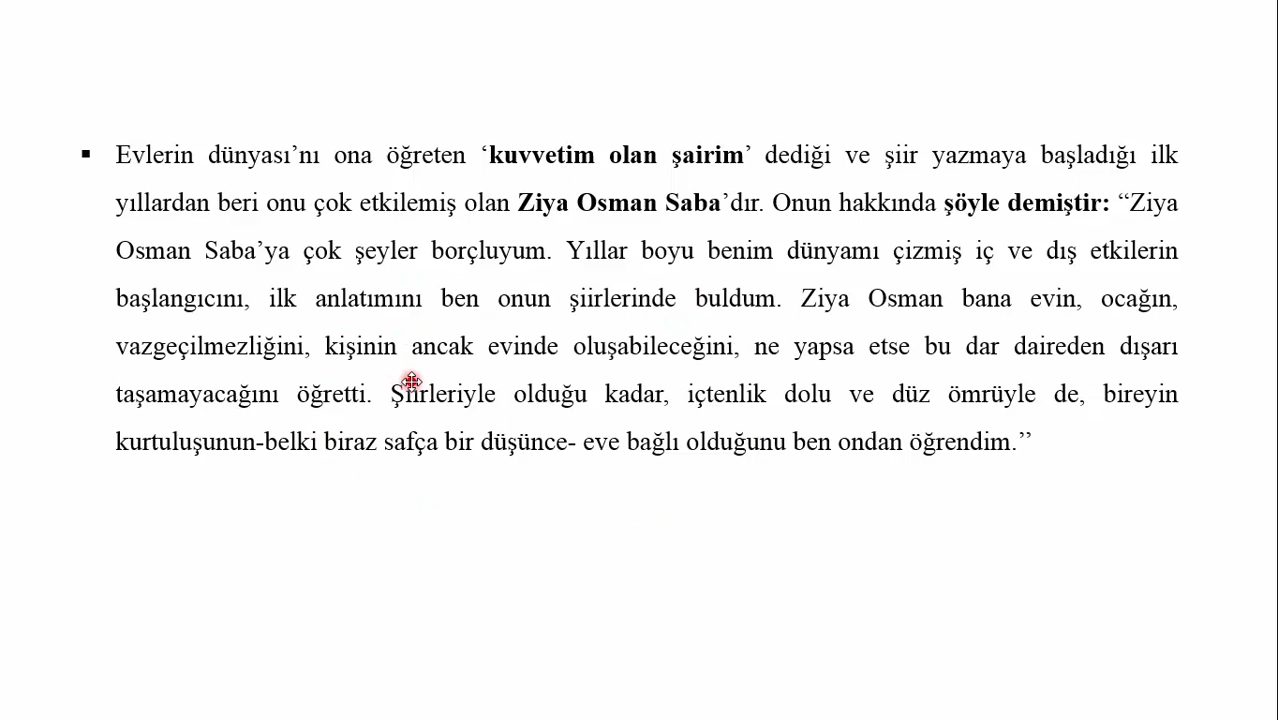 ▪ Evlerin dünyası’nı ona öğreten ‘kuvvetim olan şairim’ dediği ve şiir yazmaya başladığı ilk
yıllardan beri onu çok etkilemiş olan Ziya Osman Saba’dır. Onun hakkında şöyle demiştir: “Ziya
Osman Saba’ya çok şeyler borçluyum. Yıllar boyu benim dünyamı çizmiş iç ve dış etkilerin
başlangıcını, ilk anlatımını ben onun şiirlerinde buldum. Ziya Osman bana evin, ocağın,
vazgeçilmezliğini, kişinin ancak evinde oluşabileceğini, ne yapsa etse bu dar daireden dışarı
taşamayacağını öğretti. Şiirleriyle olduğu kadar, içtenlik dolu ve düz ömrüyle de, bireyin
kurtuluşunun-belki biraz safça bir düşünce- eve bağlı olduğunu ben ondan öğrendim.’’